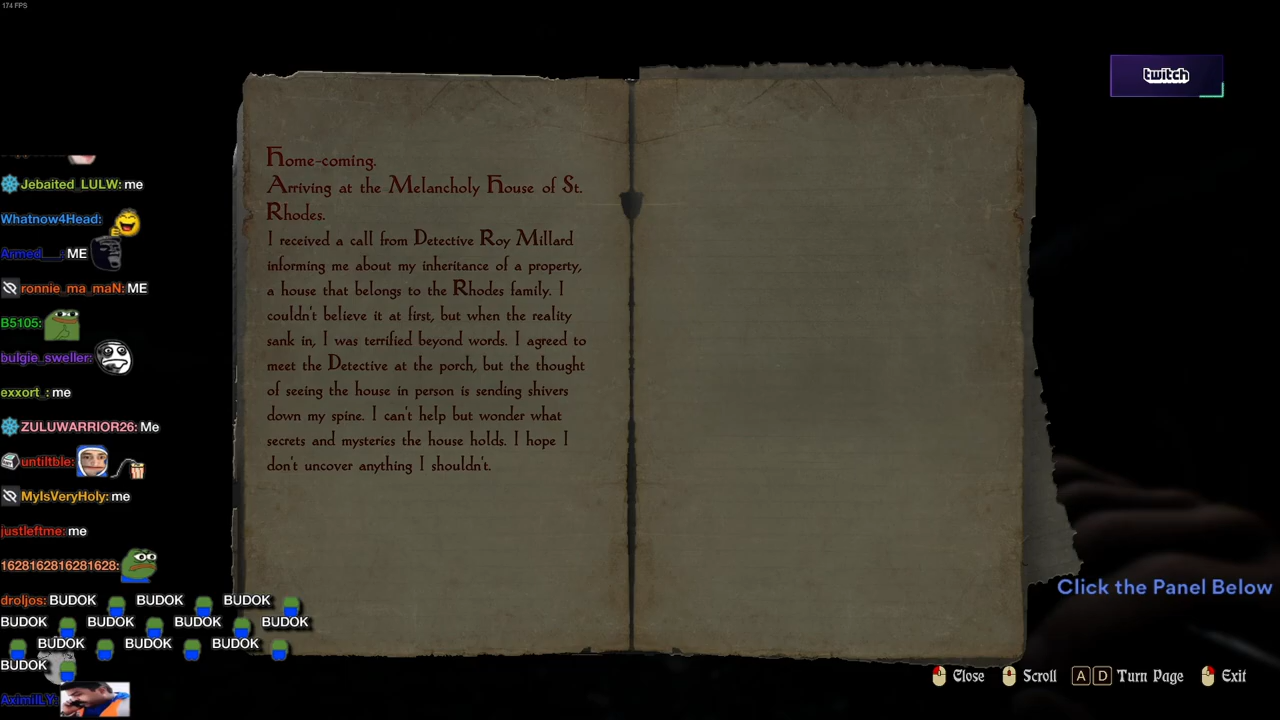 174 FPS
twitch
Home-coming.
Arriving at the Melancholy House of St.
Rhodes.
I received a call from Detective Roy Millard
informing me about my inheritance of a property,
a house that belongs to the Rhodes family. I
couldn't believe it at first, but when the reality
sank in, I was terrified beyond words. I agreed to
meet the Detective at the porch, but the thought
of seeing the house in person is sending shivers
down my spine. I can't help but wonder what
secrets and mysteries the house holds. I hope I
don't uncover anything I shouldn't.
Jebaited_LULW: me
Whatnow4Head:
ME
ronnie_ma_maN: ME
B5105:
bulgie_sweller:
exxort_: me
ZULUWARRIOR26: Me
untiltble:
MyIsVeryHoly: me
justleftme: me
1628162816281628:
droljos: BUDOK BUDOK BUDOK
BUDOK BUDOK BUDOK BUDOK
BUDOK BUDOK BUDOK
BUDOK
AximilLY:
Click the Panel Below
Close Scroll A D Turn Page Exit